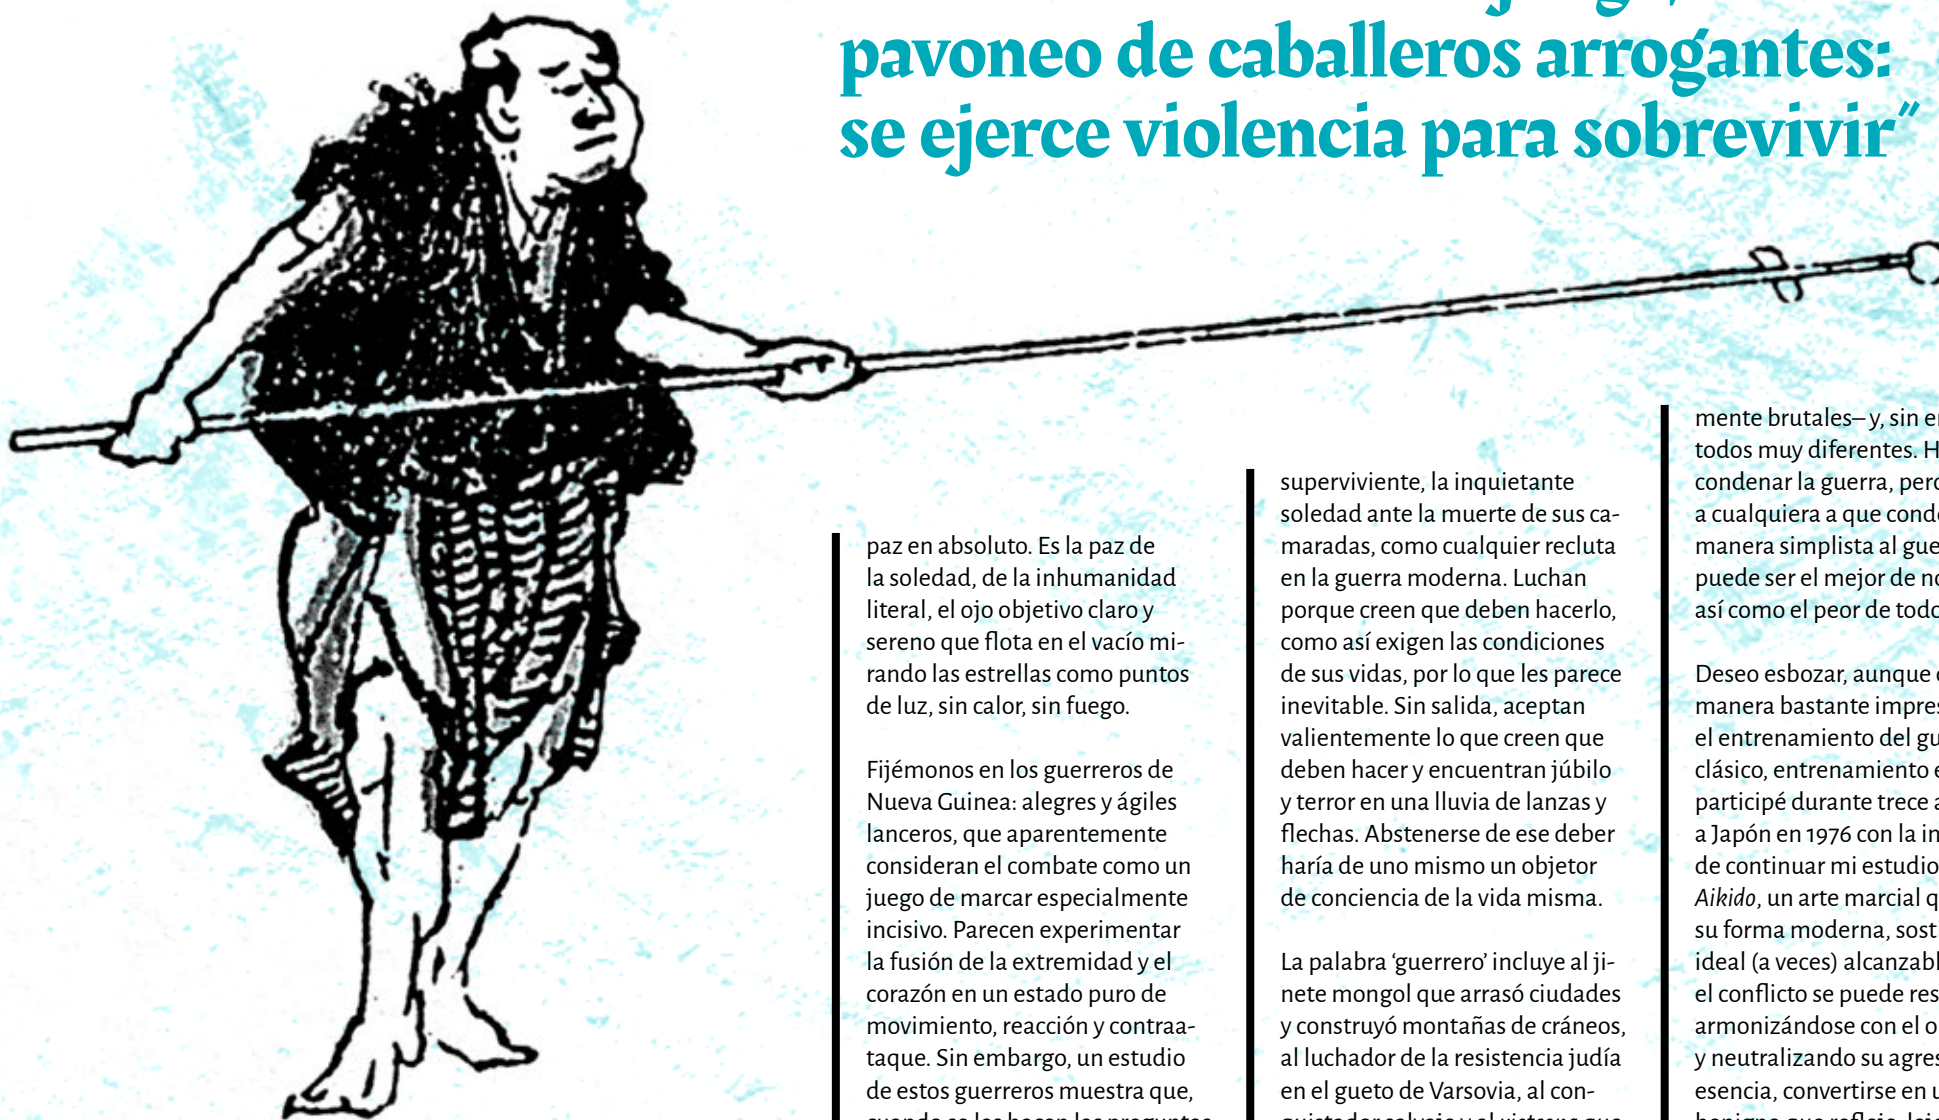 pavoneo de caballeros arrogantes:
se ejerce violencia para sobrevivir”
paz en absoluto. Es la paz de
la soledad, de la inhumanidad
literal, el ojo objetivo claro y
sereno que flota en el vacío mi-
rando las estrellas como puntos
de luz, sin calor, sin fuego.
Fijémonos en los guerreros de
Nueva Guinea: alegres y ágiles
lanceros, que aparentemente
consideran el combate como un
juego de marcar especialmente
incisivo. Parecen experimentar
la fusión de la extremidad y el
corazón en un estado puro de
movimiento, reacción y contraa-
taque. Sin embargo, un estudio
de estos guerreros muestra que,
cuando se les hacen las preguntas
superviviente, la inquietante
soledad ante la muerte de sus ca-
maradas, como cualquier recluta
en la guerra moderna. Luchan
porque creen que deben hacerlo,
como así exigen las condiciones
de sus vidas, por lo que les parece
inevitable. Sin salida, aceptan
valientemente lo que creen que
deben hacer y encuentran júbilo
y terror en una lluvia de lanzas y
flechas. Abstenerse de ese deber
haría de uno mismo un objetor
de conciencia de la vida misma.
La palabra ‘guerrero’ incluye al ji-
nete mongol que arrasó ciudades
y construyó montañas de cráneos,
al luchador de la resistencia judía
en el gueto de Varsovia, al con-
quistador salvaje y al
mente brutales– y, sin
todos muy diferentes.
condenar la guerra,
a cualquiera a que
manera simplista al
puede ser el mejor de
así como el peor de
Deseo esbozar, aunque
manera bastante
el entrenamiento del
clásico, entrenamiento
participé durante trece
a Japón en 1976 con la
de continuar mi estudio
Aikido, un arte marcial
su forma moderna,
ideal (a veces)
el conflicto se puede
armonizándose con el
y neutralizando su
esencia, convertirse en
benigno que refleje